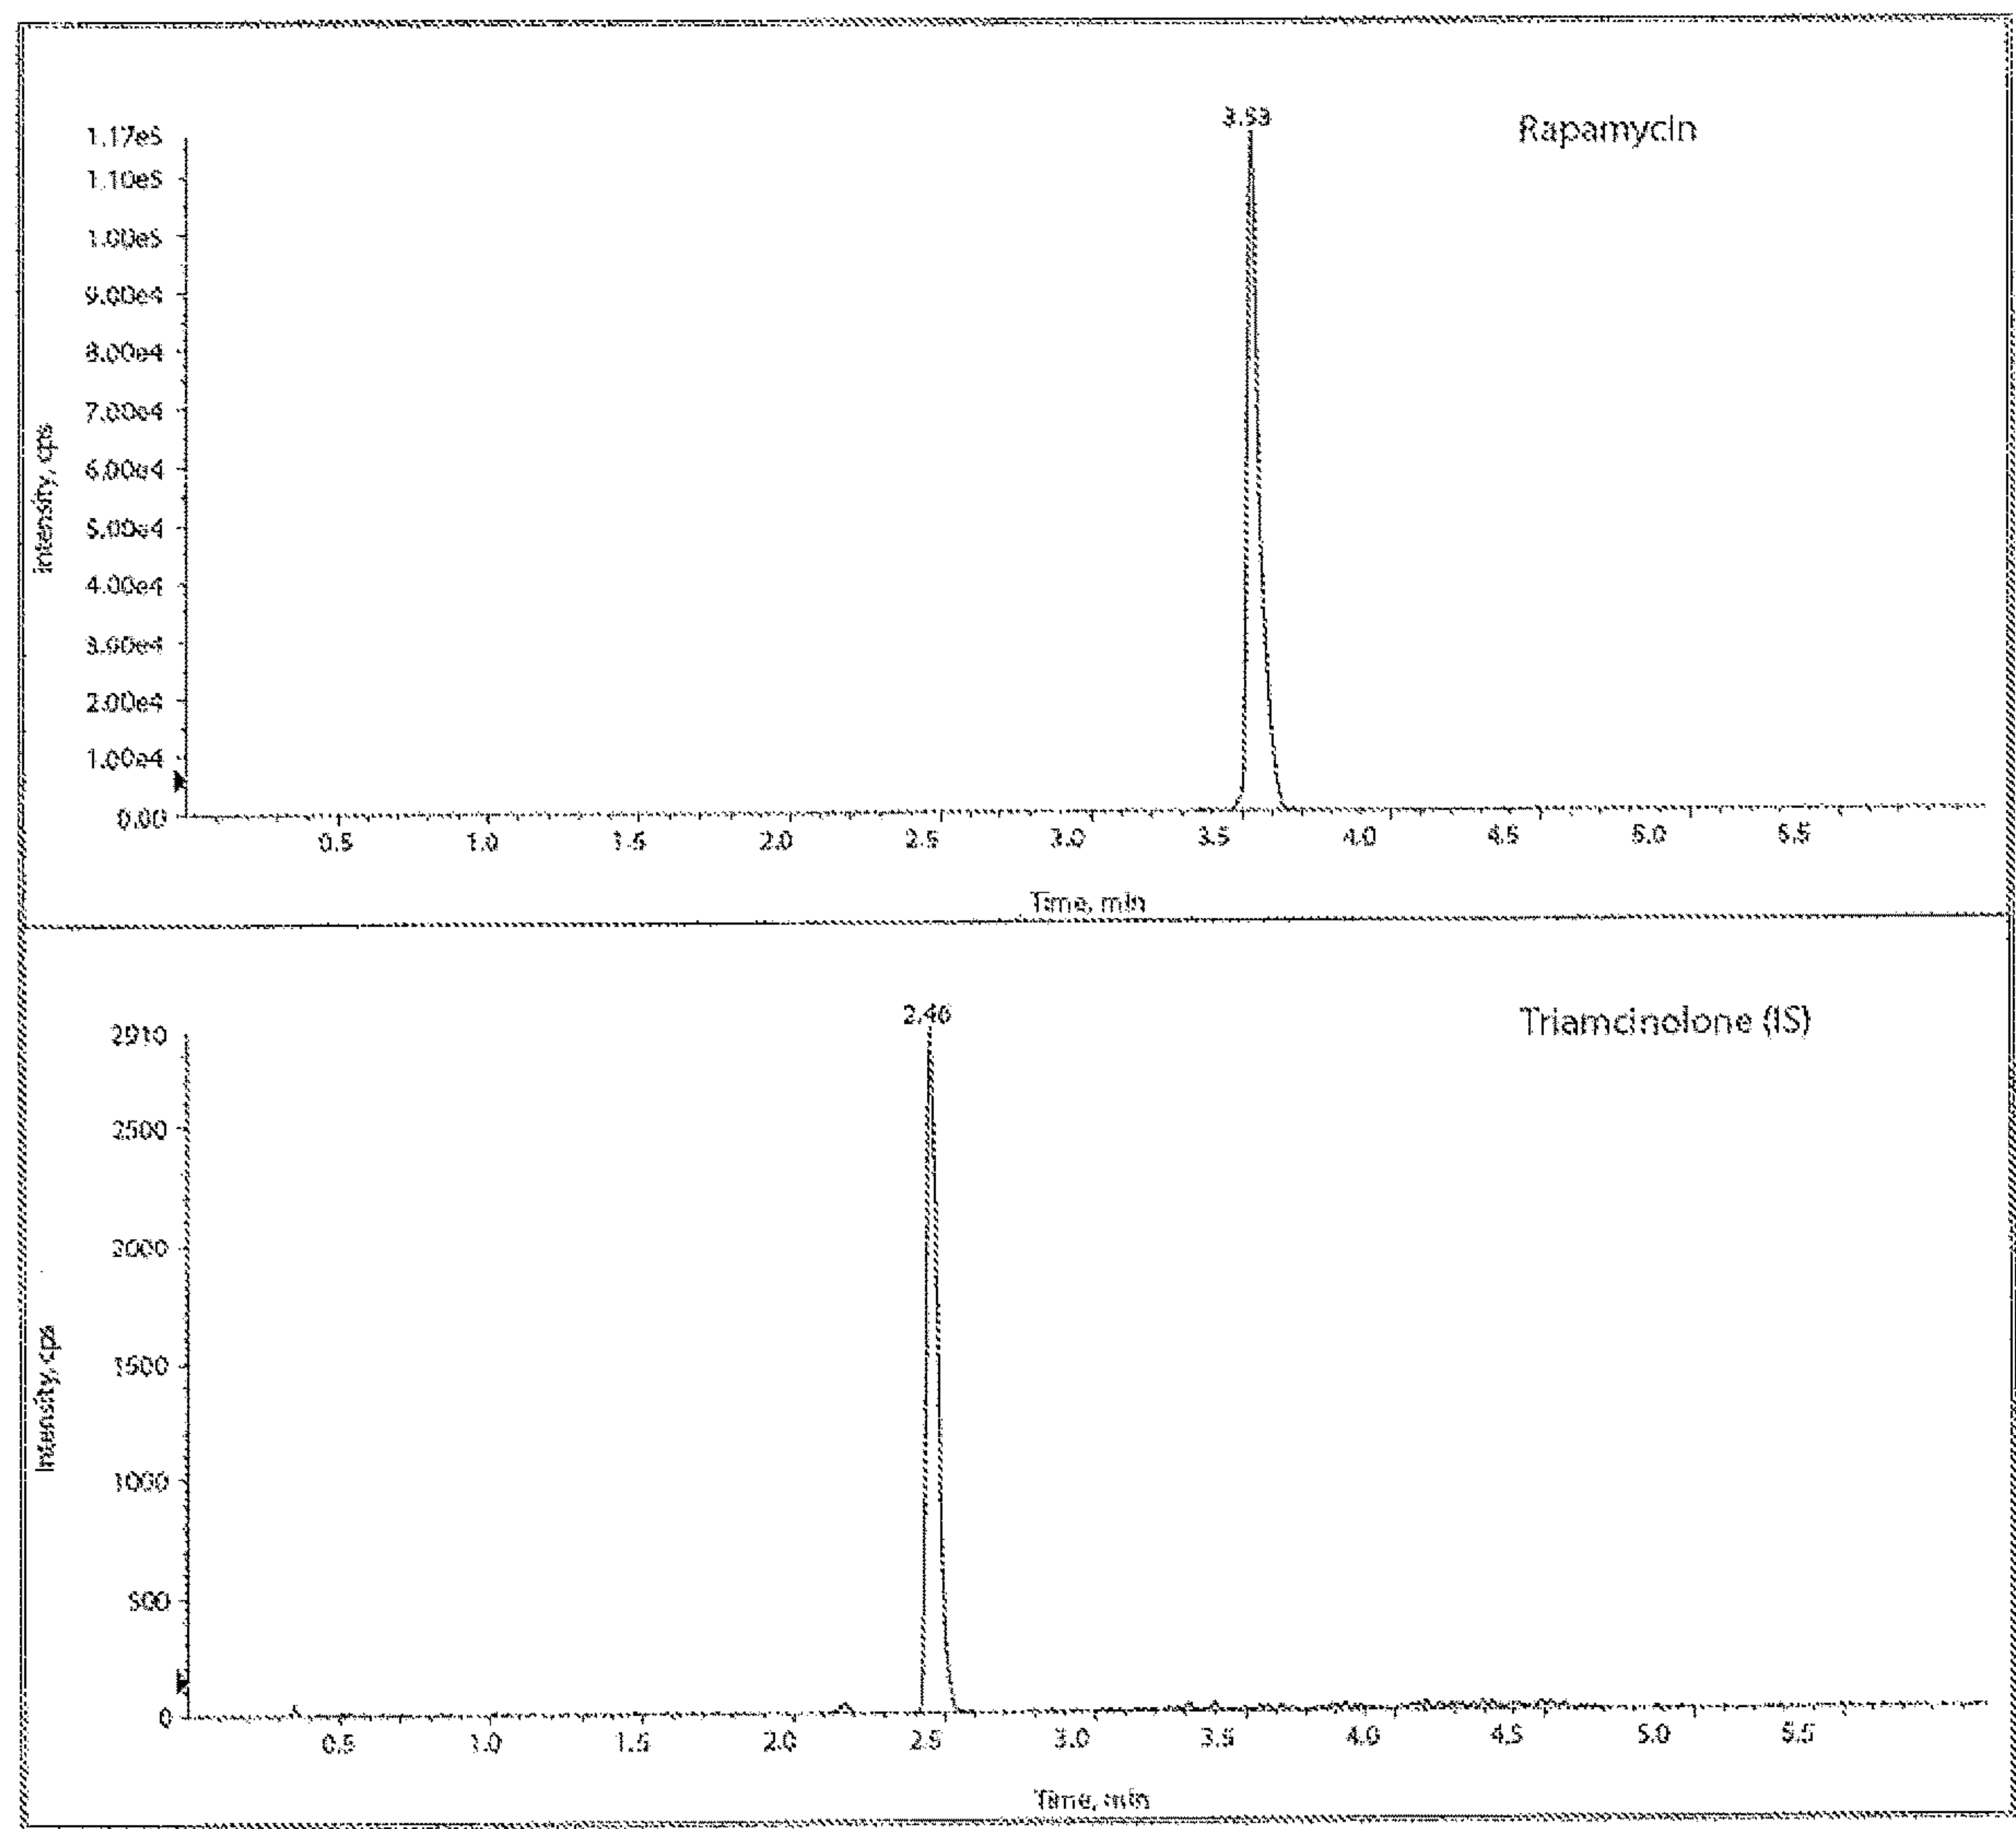 3.53
Rapamycin
1.17e5
1.10e5
1.00e5
9.00e4
8.00e4
7.00e4
6.00e4
5.00e4
4.00e4
3.00e4
2.00e4
1.00e4
0.00
Intensity, cps
0.5 1.0 1.5 2.0 2.5 3.0 3.5 4.0 4.5 5.0 5.5
Time, min
2.46
Triamcinolone (IS)
2910
2500
2000
1500
1000
500
0
Intensity, cps
0.5 1.0 1.5 2.0 2.5 3.0 3.5 4.0 4.5 5.0 5.5
Time, min